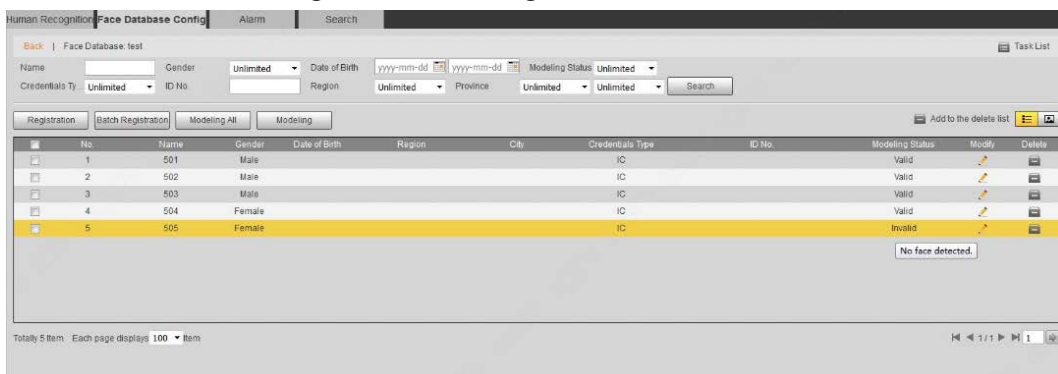 Human Recognition Face Database Config Alarm Search
Back | Face Database: test Task List
Name Gender Unlimited Date of Birth yyyy-mm-dd yyyy-mm-dd Modeling Status Unlimited
Credentials Ty... Unlimited ID No. Region Unlimited Province Unlimited Unlimited Search
Registration Batch Registration Modeling All Modeling Add to the delete list
No. Name Gender Date of Birth Region City Credentials Type ID No. Modeling Status Modify Delete
1 501 Male IC Valid
2 502 Male IC Valid
3 503 Male IC Valid
4 504 Female IC Valid
5 505 Female IC Invalid
No face detected.
Totally 5 Item Each page displays 100 Item 1/1 1